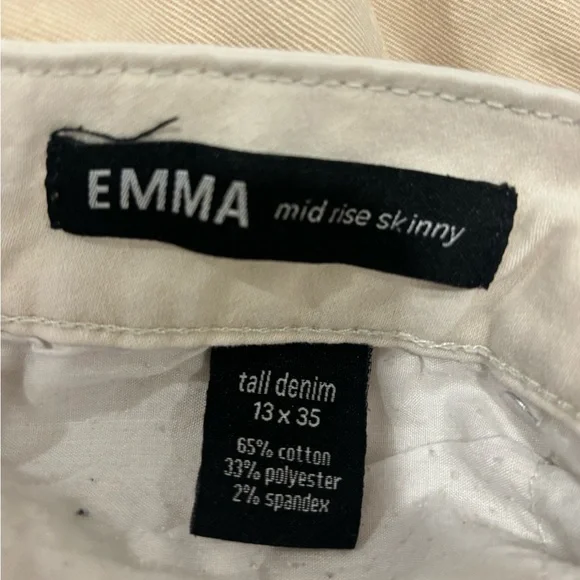 EMMA mid rise skinny
tall denim
13 x 35
65% cotton
33% polyester
2% spandex